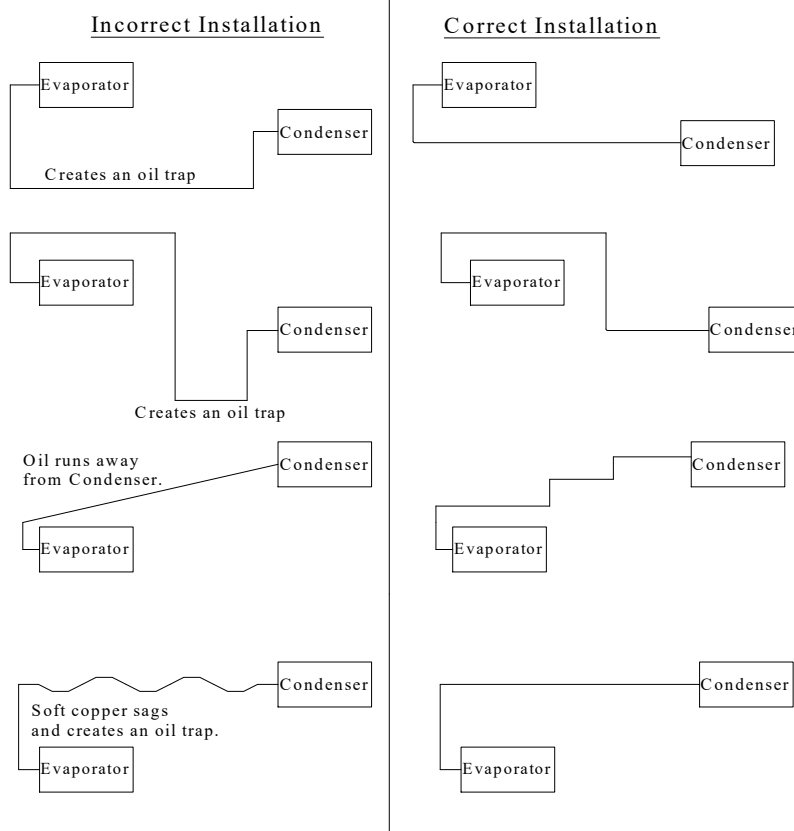 Incorrect Installation
Evaporator
Condenser
Creates an oil trap
Evaporator
Condenser
Creates an oil trap
Oil runs away
from Condenser.
Condenser
Evaporator
Condenser
Soft copper sags
and creates an oil trap.
Evaporator
Correct Installation
Evaporator
Condenser
Evaporator
Condenser
Condenser
Evaporator
Condenser
Evaporator